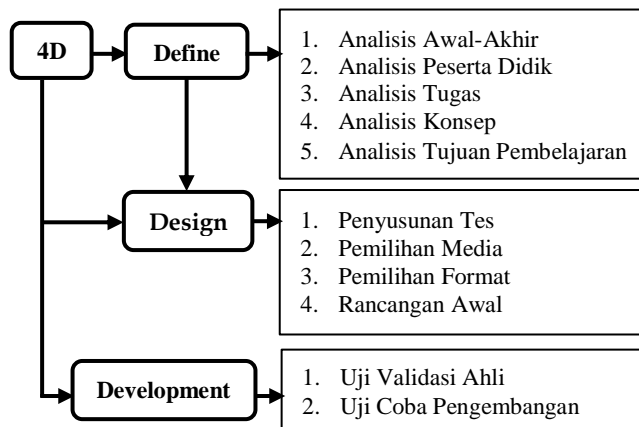 4D
Define
1. Analisis Awal-Akhir
2. Analisis Peserta Didik
3. Analisis Tugas
4. Analisis Konsep
5. Analisis Tujuan Pembelajaran
Design
1. Penyusunan Tes
2. Pemilihan Media
3. Pemilihan Format
4. Rancangan Awal
Development
1. Uji Validasi Ahli
2. Uji Coba Pengembangan